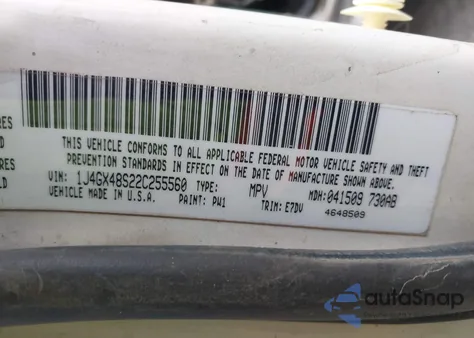 RES
THIS VEHICLE CONFORMS TO ALL APPLICABLE FEDERAL MOTOR VEHICLE SAFETY AND THEFT
PREVENTION STANDARDS IN EFFECT ON THE DATE OF MANUFACTURE SHOWN ABOVE.
VIN: 1J4GX48S22C255560 TYPE: MPV MDH: 041509 730AB
VEHICLE MADE IN U.S.A. PAINT: PW1 TRIM: E7DV 4648509
autoSnap